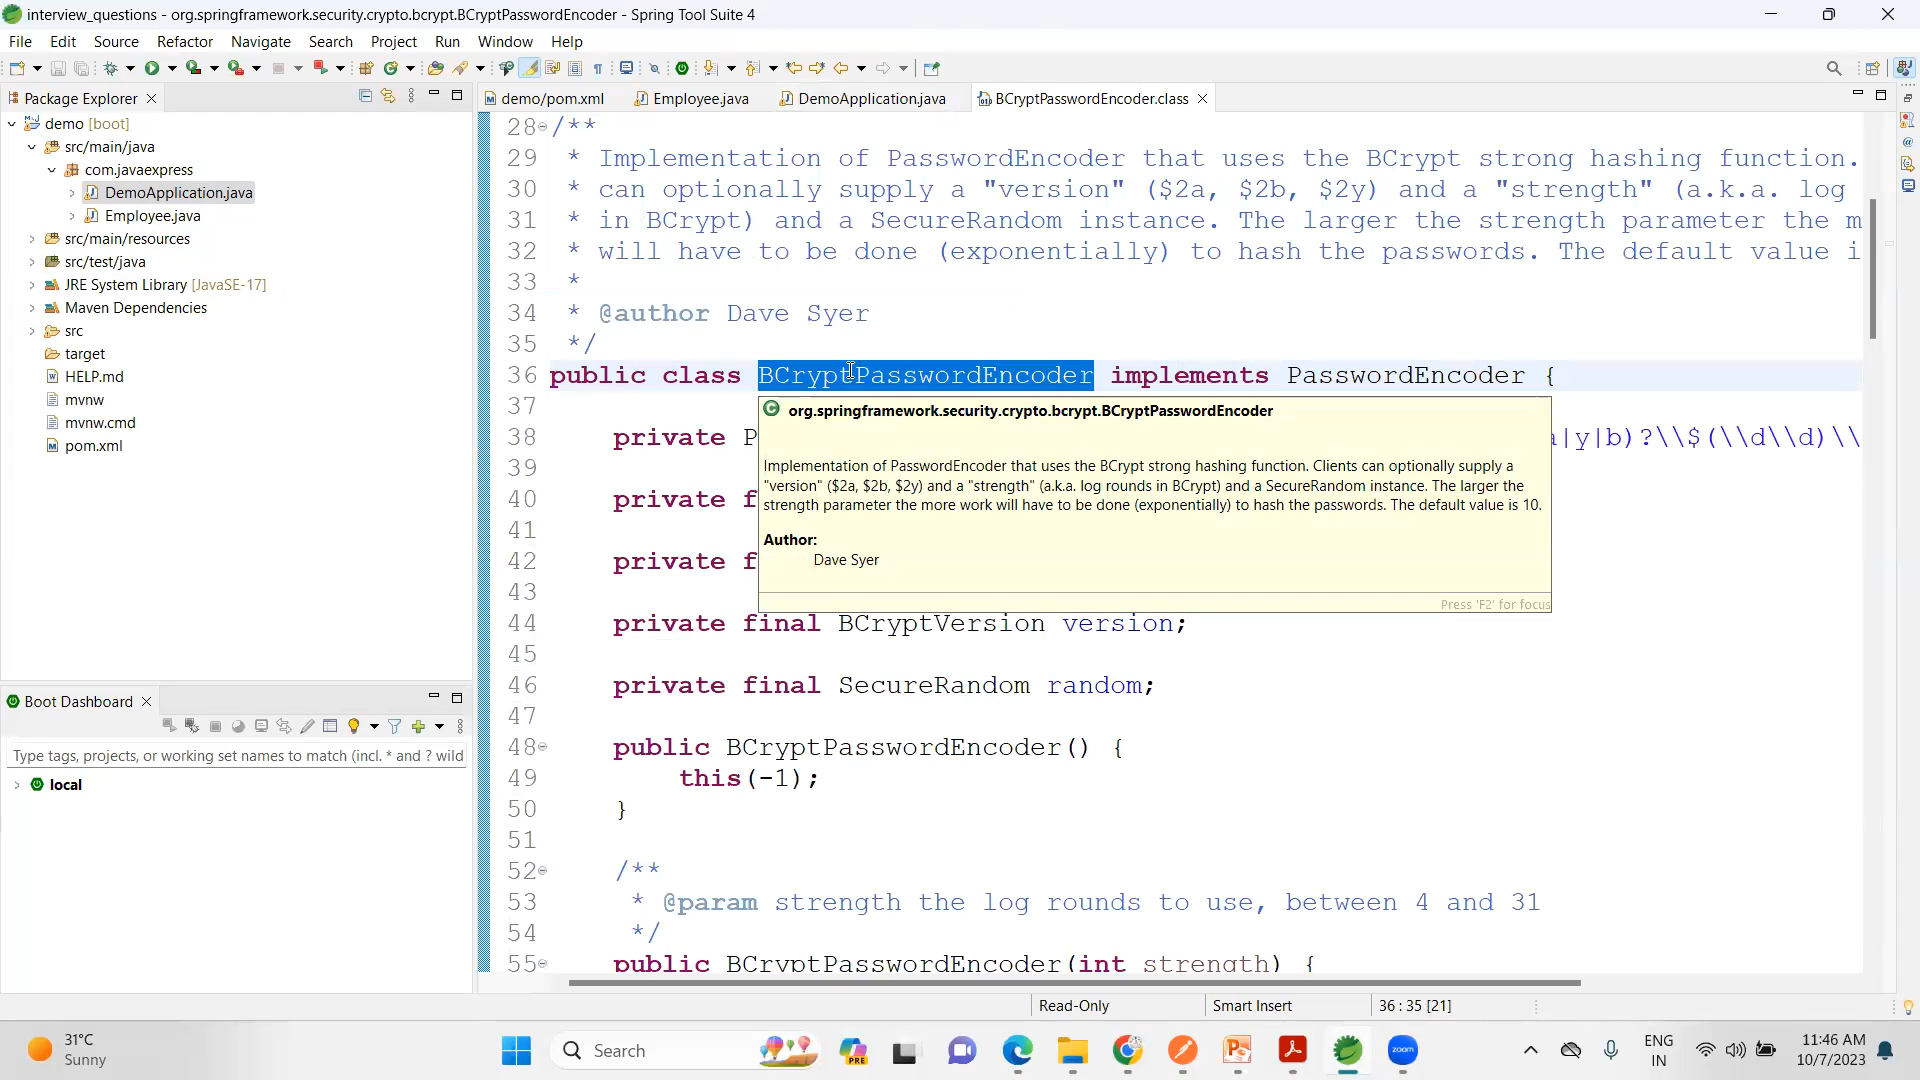 interview_questions - org.springframework.security.crypto.bcrypt.BCryptPasswordEncoder - Spring Tool Suite 4
File Edit Source Refactor Navigate Search Project Run Window Help
Package Explorer
demo/pom.xml Employee.java DemoApplication.java BCryptPasswordEncoder.class
demo [boot]
src/main/java
com.javaexpress
DemoApplication.java
Employee.java
src/main/resources
src/test/java
JRE System Library [JavaSE-17]
Maven Dependencies
src
target
HELP.md
mvnw
mvnw.cmd
pom.xml
Boot Dashboard
Type tags, projects, or working set names to match (incl. * and ? wild
local
28 /**
29 * Implementation of PasswordEncoder that uses the BCrypt strong hashing function.
30 * can optionally supply a "version" ($2a, $2b, $2y) and a "strength" (a.k.a. log
31 * in BCrypt) and a SecureRandom instance. The larger the strength parameter the m
32 * will have to be done (exponentially) to hash the passwords. The default value i
33 *
34 * @author Dave Syer
35 */
36 public class BCryptPasswordEncoder implements PasswordEncoder {
37
38 private P a|y|b)?\\$(\\d\\d)\\
39
40 private f
41
42 private f
43
44 private final BCryptVersion version;
45
46 private final SecureRandom random;
47
48 public BCryptPasswordEncoder() {
49 this(-1);
50 }
51
52 /**
53 * @param strength the log rounds to use, between 4 and 31
54 */
55 public BCryptPasswordEncoder(int strength) {
org.springframework.security.crypto.bcrypt.BCryptPasswordEncoder
Implementation of PasswordEncoder that uses the BCrypt strong hashing function. Clients can optionally supply a
"version" ($2a, $2b, $2y) and a "strength" (a.k.a. log rounds in BCrypt) and a SecureRandom instance. The larger the
strength parameter the more work will have to be done (exponentially) to hash the passwords. The default value is 10.
Author:
Dave Syer
Press 'F2' for focus
Read-Only Smart Insert 36 : 35 [21]
31°C
Sunny
Search
PRE
zoom
ENG
IN
11:46 AM
10/7/2023